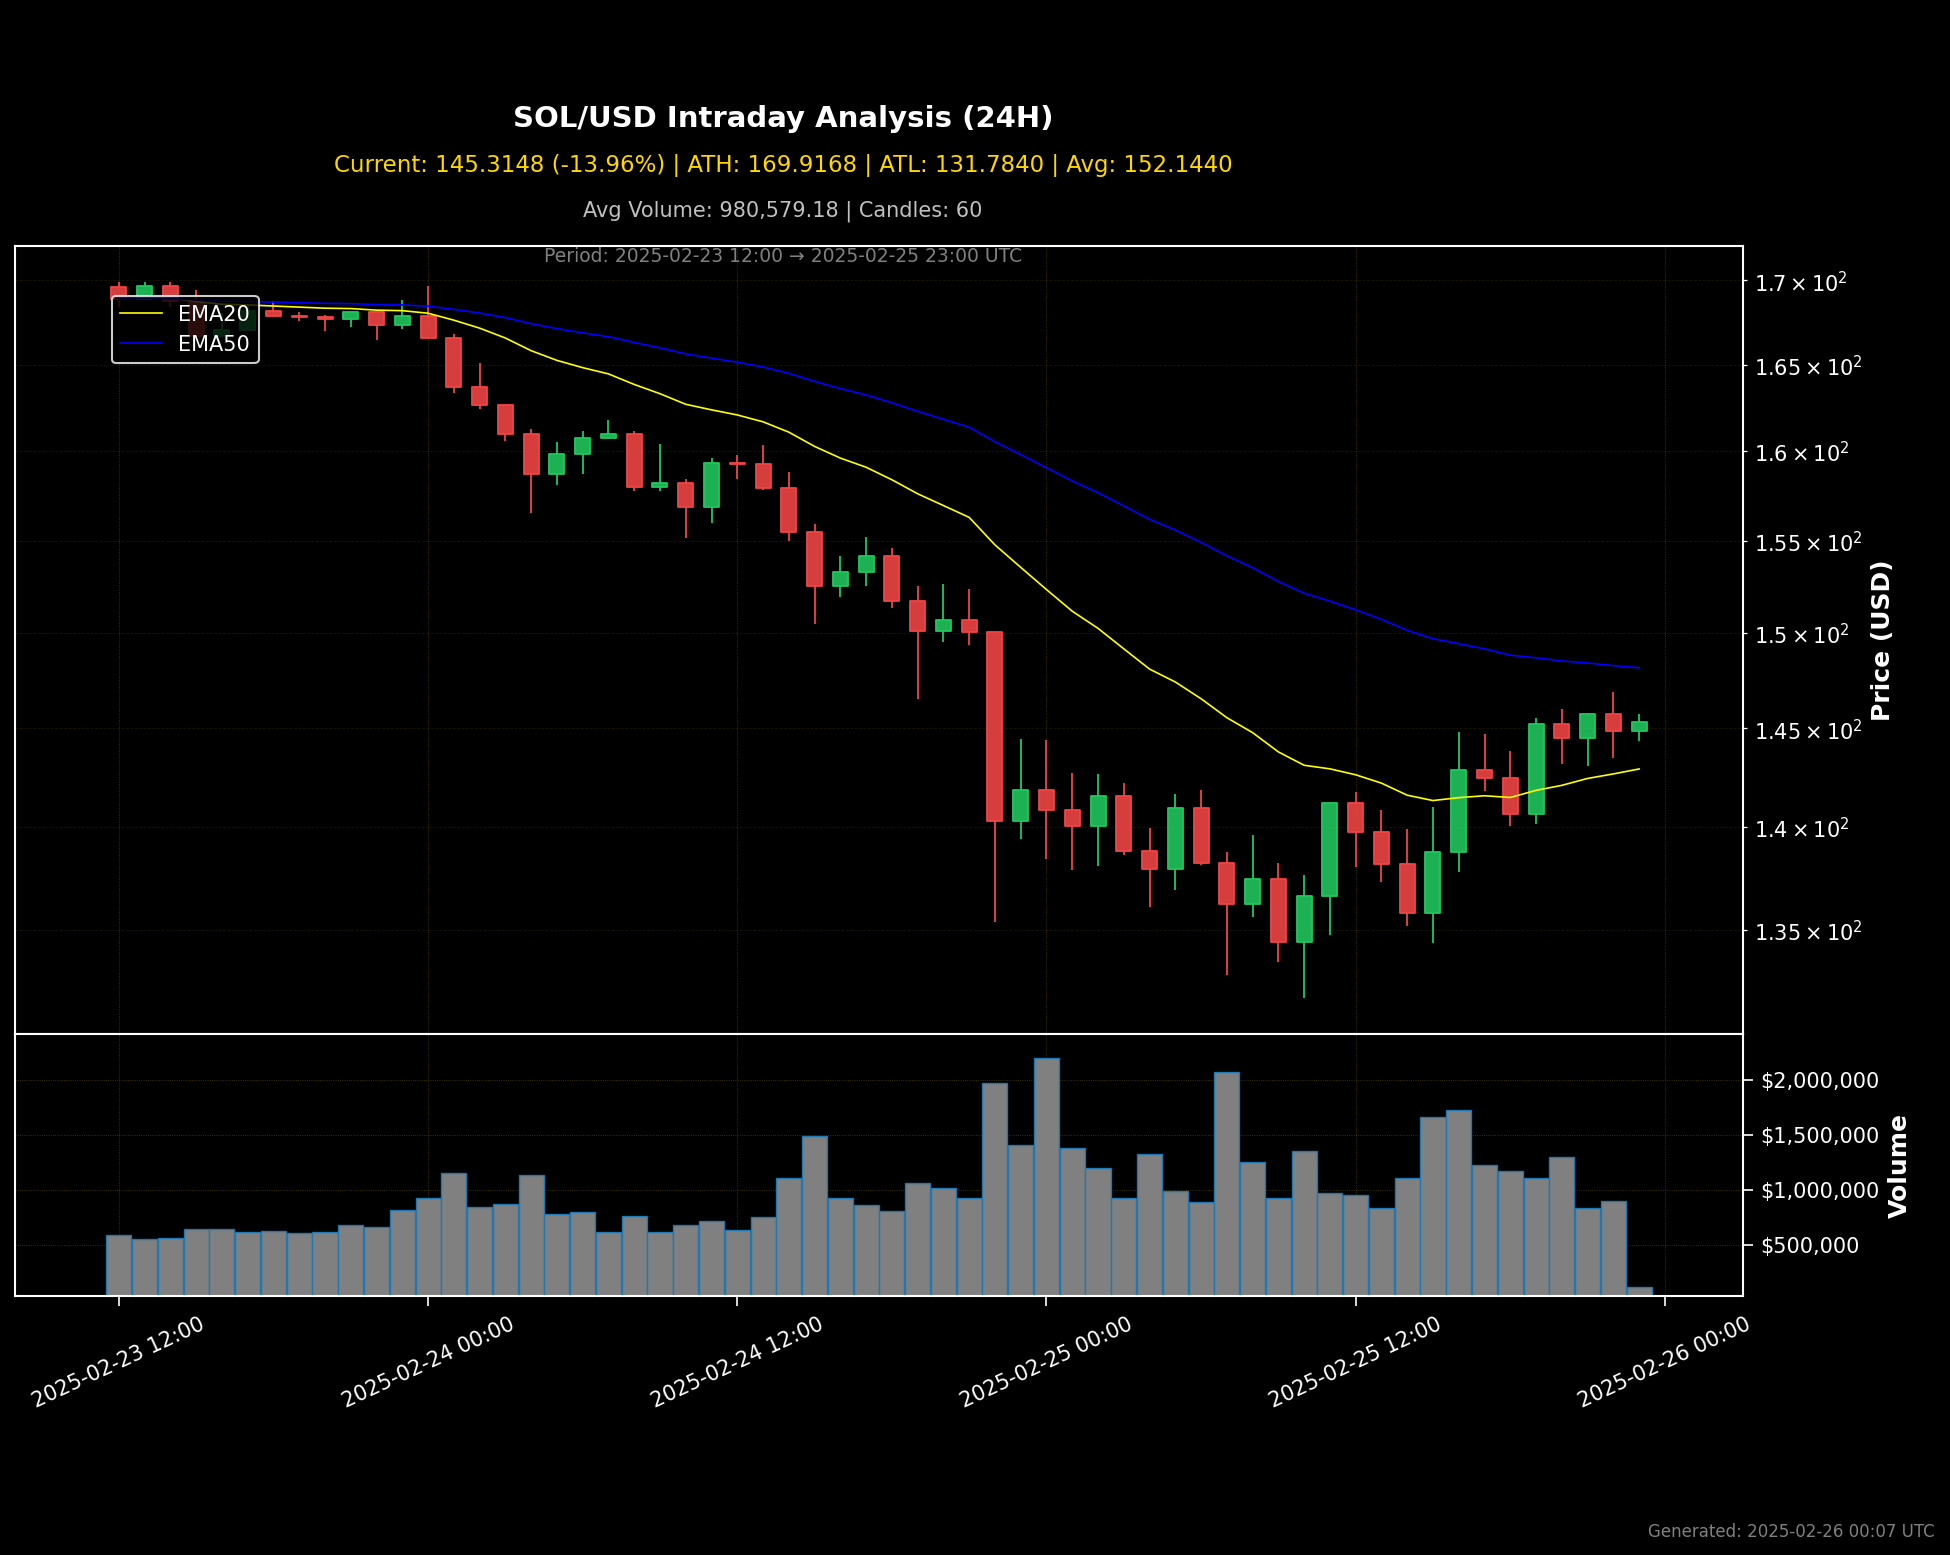 SOL/USD Intraday Analysis (24H)
Current: 145.3148 (-13.96%) | ATH: 169.9168 | ATL: 131.7840 | Avg: 152.1440
Avg Volume: 980,579.18 | Candles: 60
Period: 2025-02-23 12:00 → 2025-02-25 23:00 UTC
EMA20
EMA50
1.7 × 10²
1.65 × 10²
1.6 × 10²
1.55 × 10²
1.5 × 10²
1.45 × 10²
1.4 × 10²
1.35 × 10²
Price (USD)
$2,000,000
$1,500,000
$1,000,000
$500,000
Volume
2025-02-23 12:00
2025-02-24 00:00
2025-02-24 12:00
2025-02-25 00:00
2025-02-25 12:00
2025-02-26 00:00
Generated: 2025-02-26 00:07 UTC